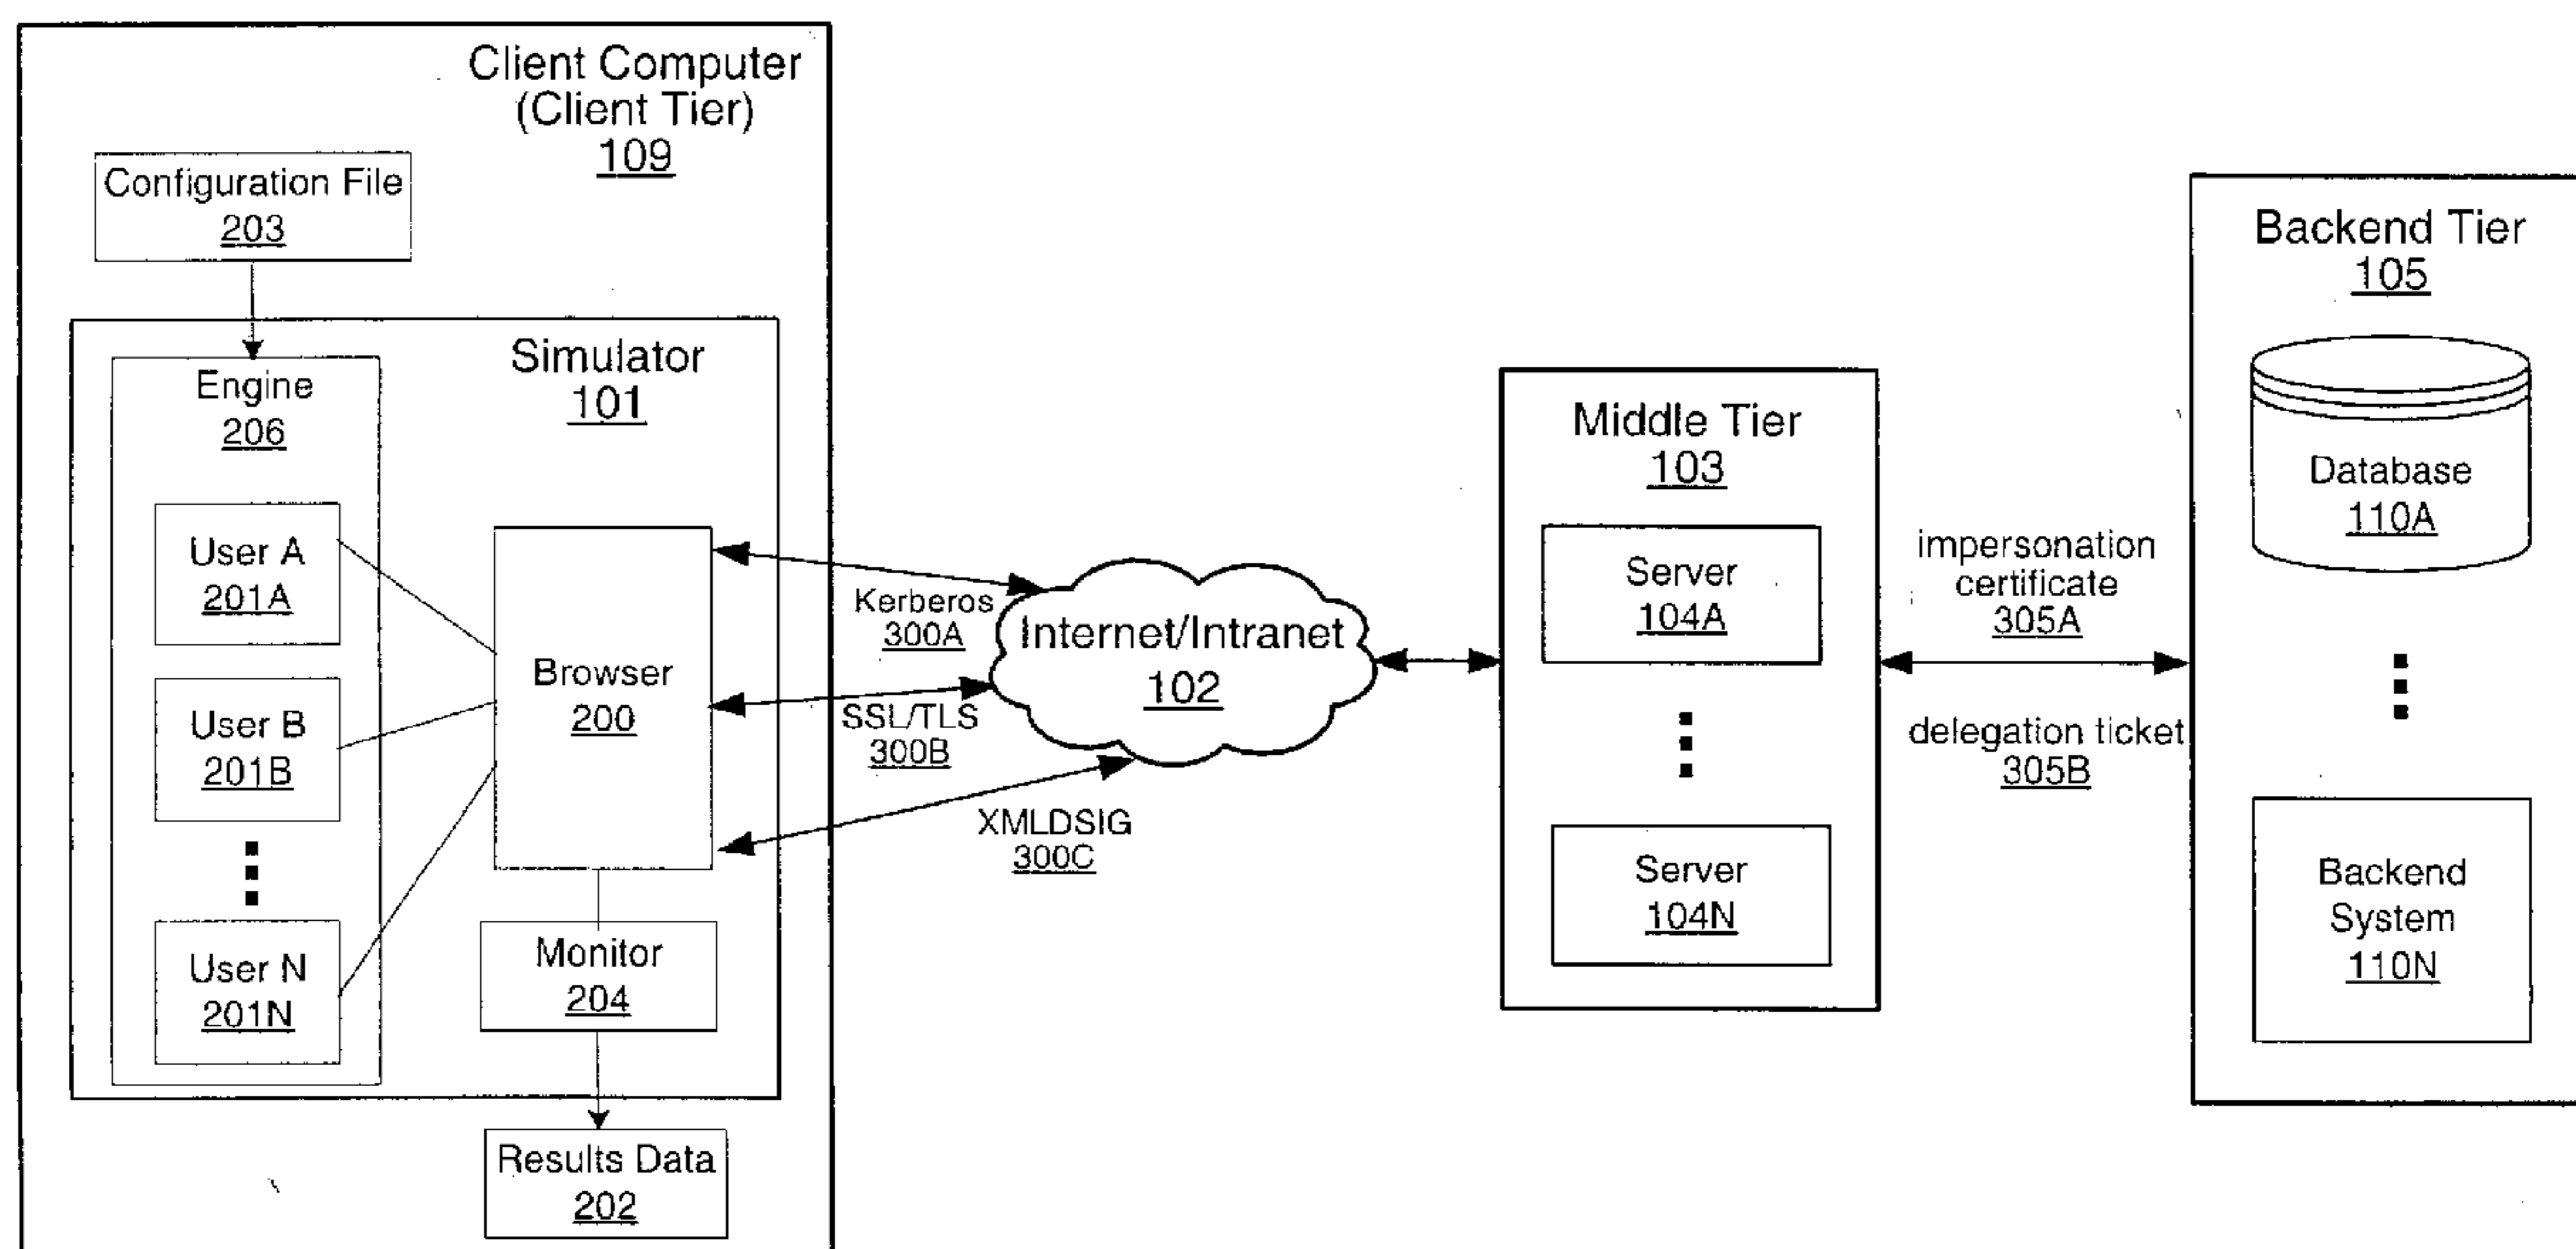 Client Computer
(Client Tier)
109
Configuration File
203
Simulator
101
Engine
206
User A
201A
User B
201B
User N
201N
Browser
200
Monitor
204
Results Data
202
Kerberos
300A
SSL/TLS
300B
XMLDSIG
300C
Internet/Intranet
102
Middle Tier
103
Server
104A
Server
104N
impersonation
certificate
305A
delegation ticket
305B
Backend Tier
105
Database
110A
Backend
System
110N